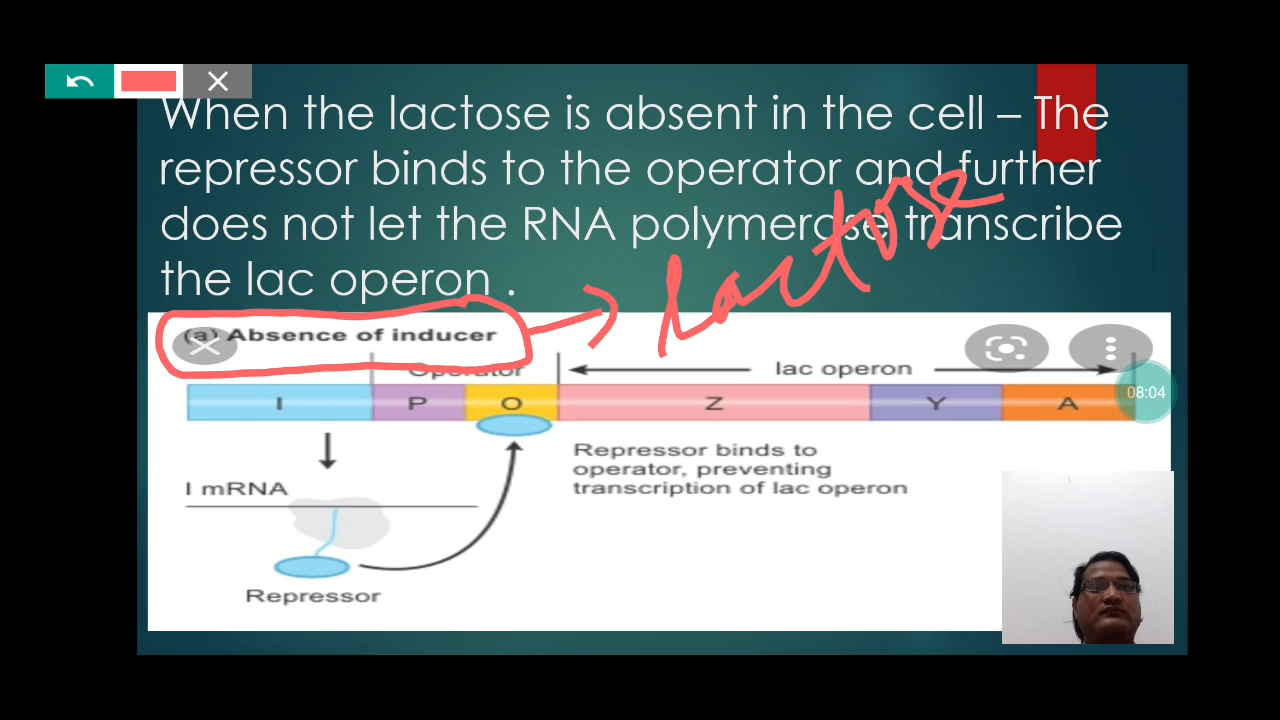 When the lactose is absent in the cell – The
repressor binds to the operator and further
does not let the RNA polymerase transcribe
the lac operon .
lactose
(a) Absence of inducer
Operator
lac operon
I P O Z Y A
08:04
Repressor binds to
operator, preventing
transcription of lac operon
I mRNA
Repressor